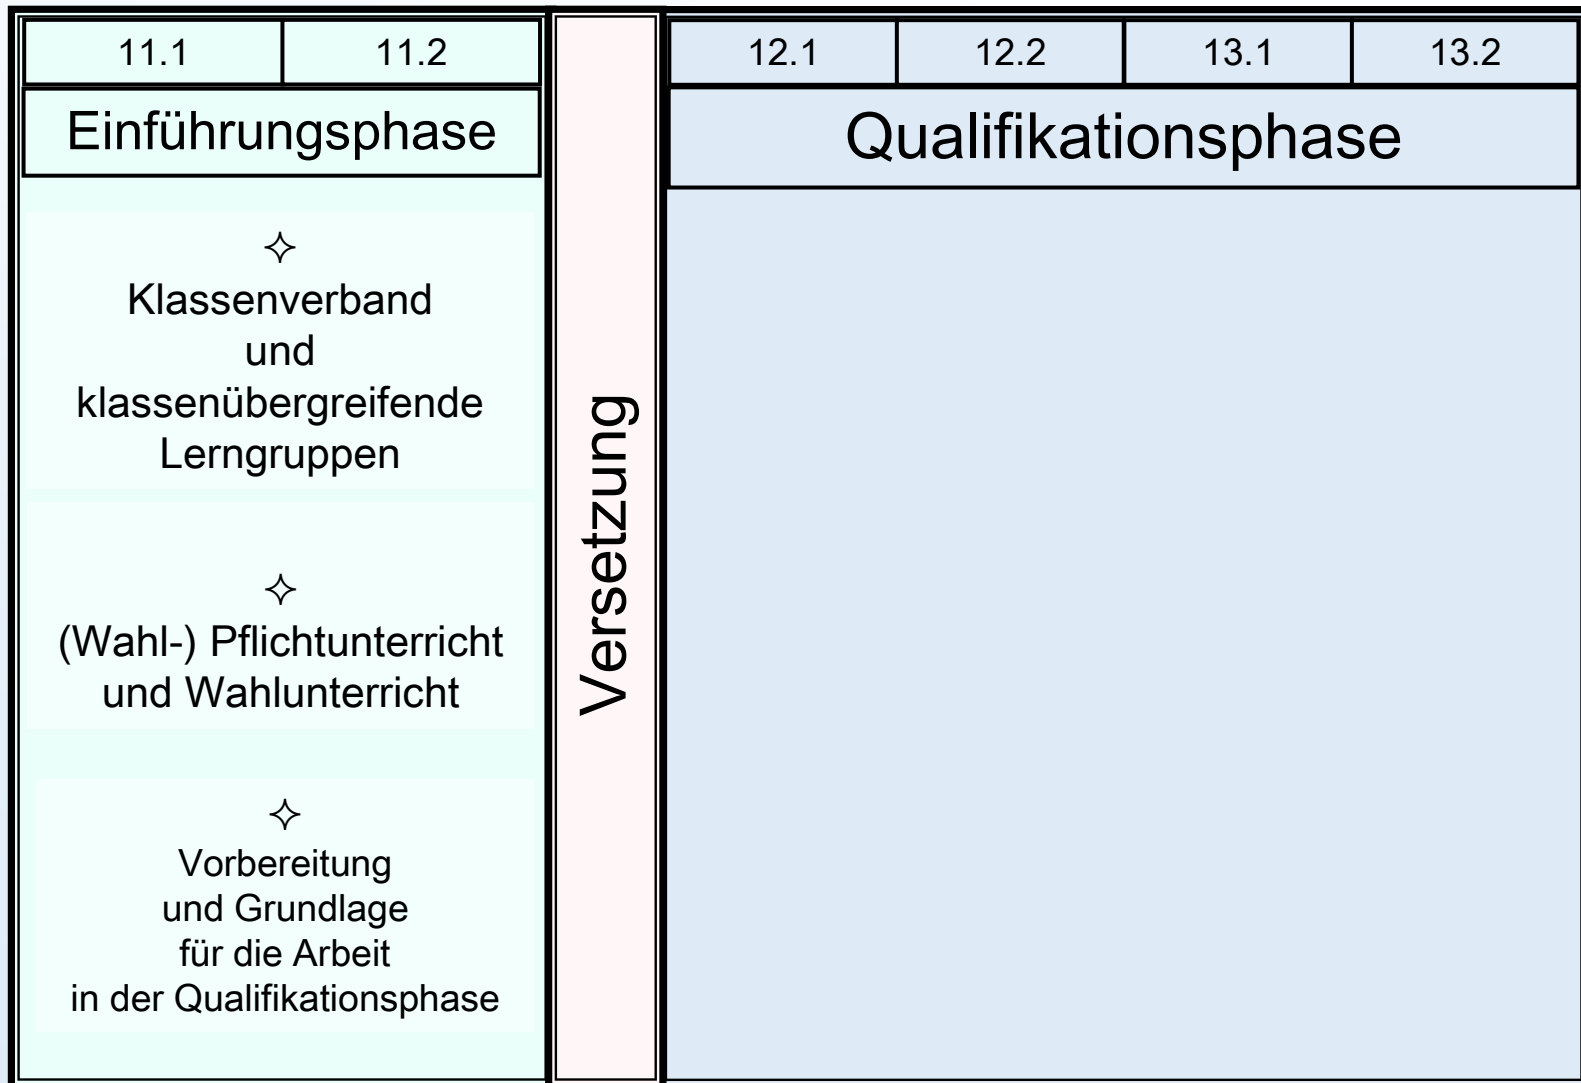 11.1 11.2
Einführungsphase
✧
Klassenverband
und
klassenübergreifende
Lerngruppen
✧
(Wahl-) Pflichtunterricht
und Wahlunterricht
✧
Vorbereitung
und Grundlage
für die Arbeit
in der Qualifikationsphase
Versetzung
12.1 12.2 13.1 13.2
Qualifikationsphase